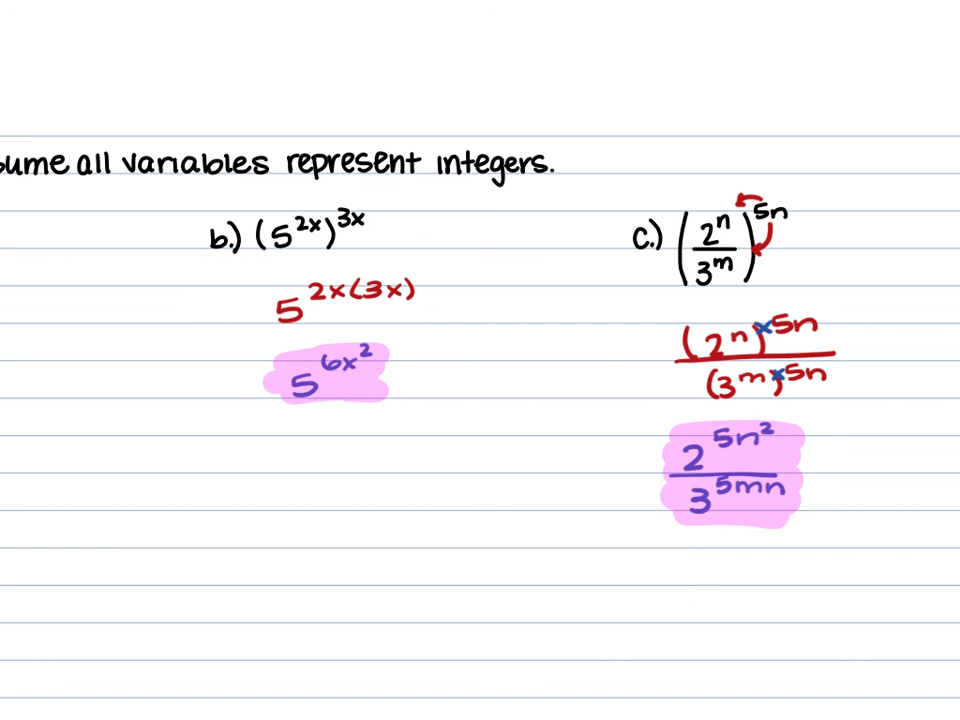 ume all variables represent integers.
b.) (5^{2x})^{3x}
5^{2x(3x)}
5^{6x^2}
c.) (2^n/3^m)^{5n}
(2^n)^{×5n}/(3^m)^{×5n}
2^{5n^2}/3^{5mn}